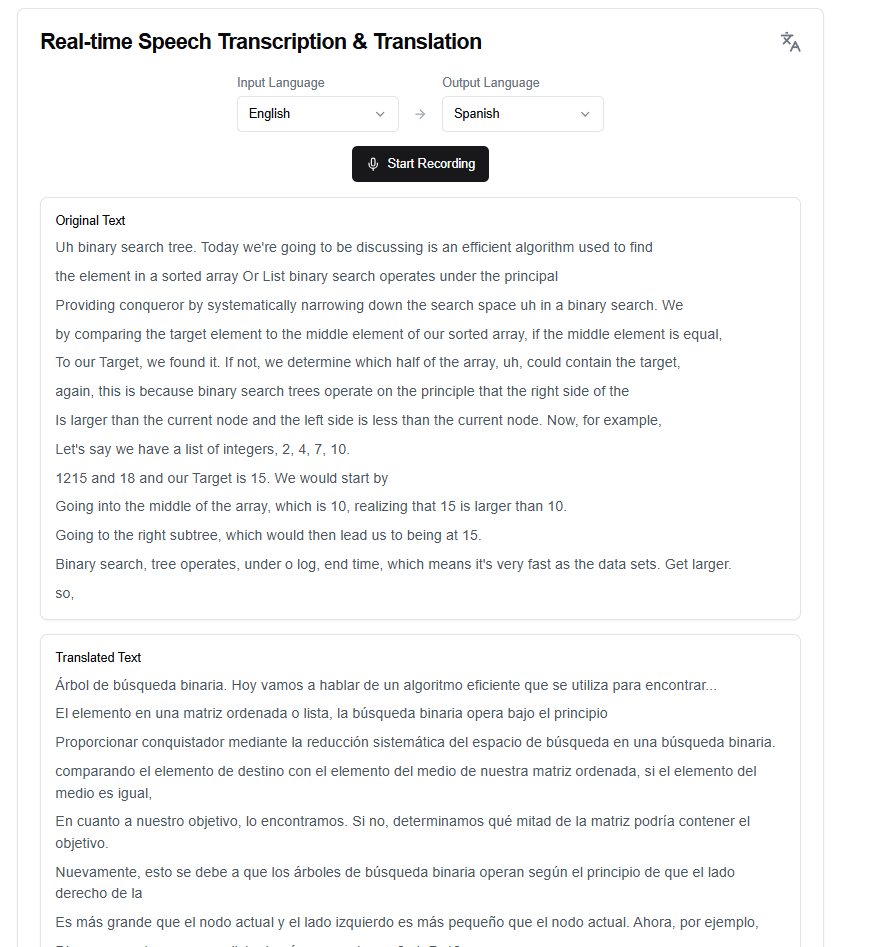 Real-time Speech Transcription & Translation
Input Language
Output Language
English
Spanish
Start Recording
Original Text
Uh binary search tree. Today we're going to be discussing is an efficient algorithm used to find
the element in a sorted array Or List binary search operates under the principal
Providing conqueror by systematically narrowing down the search space uh in a binary search. We
by comparing the target element to the middle element of our sorted array, if the middle element is equal,
To our Target, we found it. If not, we determine which half of the array, uh, could contain the target,
again, this is because binary search trees operate on the principle that the right side of the
Is larger than the current node and the left side is less than the current node. Now, for example,
Let's say we have a list of integers, 2, 4, 7, 10.
1215 and 18 and our Target is 15. We would start by
Going into the middle of the array, which is 10, realizing that 15 is larger than 10.
Going to the right subtree, which would then lead us to being at 15.
Binary search, tree operates, under o log, end time, which means it's very fast as the data sets. Get larger.
so,
Translated Text
Árbol de búsqueda binaria. Hoy vamos a hablar de un algoritmo eficiente que se utiliza para encontrar...
El elemento en una matriz ordenada o lista, la búsqueda binaria opera bajo el principio
Proporcionar conquistador mediante la reducción sistemática del espacio de búsqueda en una búsqueda binaria.
comparando el elemento de destino con el elemento del medio de nuestra matriz ordenada, si el elemento del
medio es igual,
En cuanto a nuestro objetivo, lo encontramos. Si no, determinamos qué mitad de la matriz podría contener el
objetivo.
Nuevamente, esto se debe a que los árboles de búsqueda binaria operan según el principio de que el lado
derecho de la
Es más grande que el nodo actual y el lado izquierdo es más pequeño que el nodo actual. Ahora, por ejemplo,